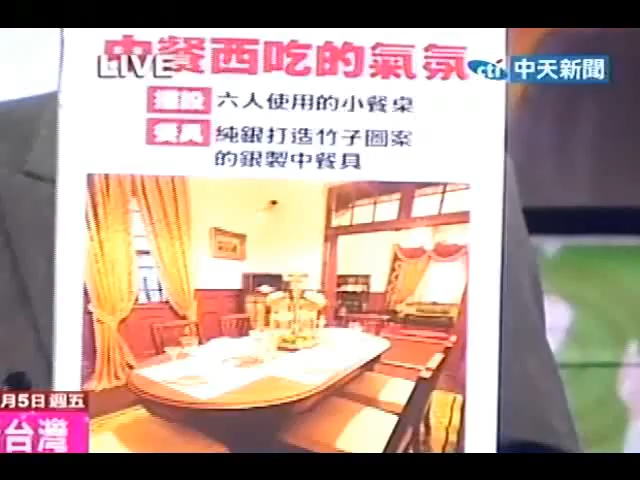 中餐西吃的氣氛
LIVE
cti 中天新聞
擺設 六人使用的小餐桌
餐具 純銀打造竹子圖案
的銀製中餐具
月5日週五
台灣